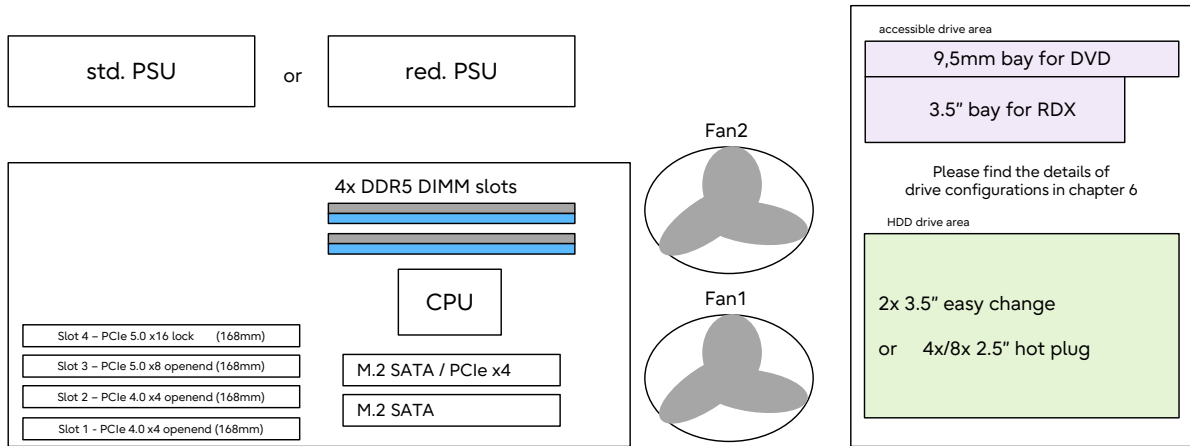 std. PSU
or
red. PSU
4x DDR5 DIMM slots
CPU
Slot 4 – PCIe 5.0 x16 lock (168mm)
Slot 3 – PCIe 5.0 x8 openend (168mm)
Slot 2 – PCIe 4.0 x4 openend (168mm)
Slot 1 - PCIe 4.0 x4 openend (168mm)
M.2 SATA / PCIe x4
M.2 SATA
Fan2
Fan1
accessible drive area
9,5mm bay for DVD
3.5” bay for RDX
Please find the details of
drive configurations in chapter 6
HDD drive area
2x 3.5” easy change
or 4x/8x 2.5” hot plug